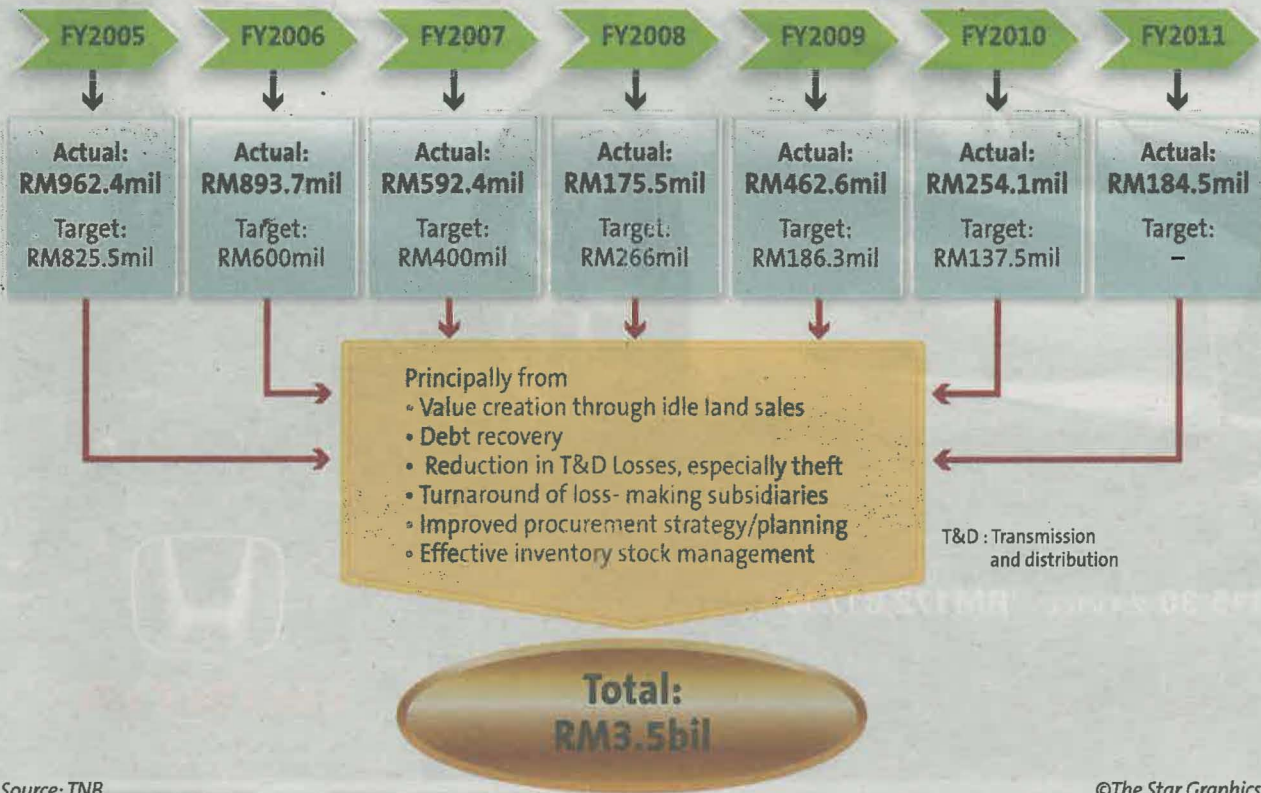 FY2005
FY2006
FY2007
FY2008
FY2009
FY2010
FY2011
Actual:
RM962.4mil
Target:
RM825.5mil
Actual:
RM893.7mil
Target:
RM600mil
Actual:
RM592.4mil
Target:
RM400mil
Actual:
RM175.5mil
Target:
RM266mil
Actual:
RM462.6mil
Target:
RM186.3mil
Actual:
RM254.1mil
Target:
RM137.5mil
Actual:
RM184.5mil
Target:
–
Principally from
• Value creation through idle land sales
• Debt recovery
• Reduction in T&D Losses, especially theft
• Turnaround of loss- making subsidiaries
• Improved procurement strategy/planning
• Effective inventory stock management
T&D : Transmission
and distribution
Total:
RM3.5bil
Source: TNB
©The Star Graphics